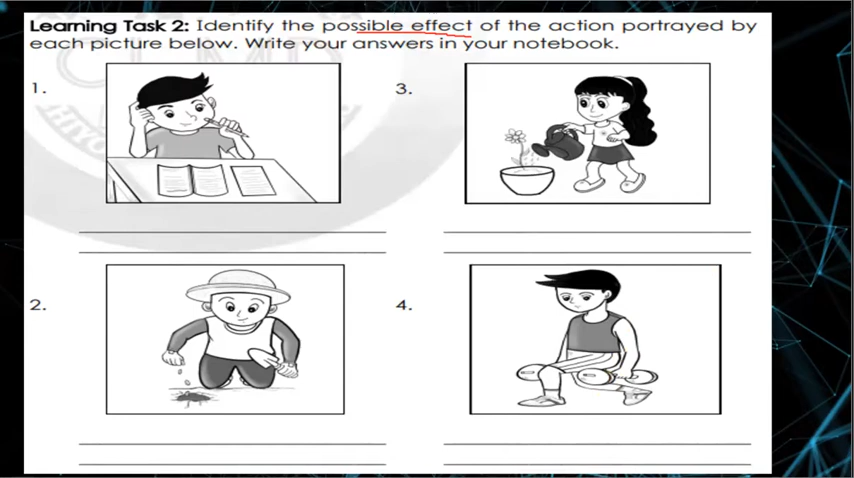 Learning Task 2: Identify the possible effect of the action portrayed by
each picture below. Write your answers in your notebook.
1.
3.
2.
4.